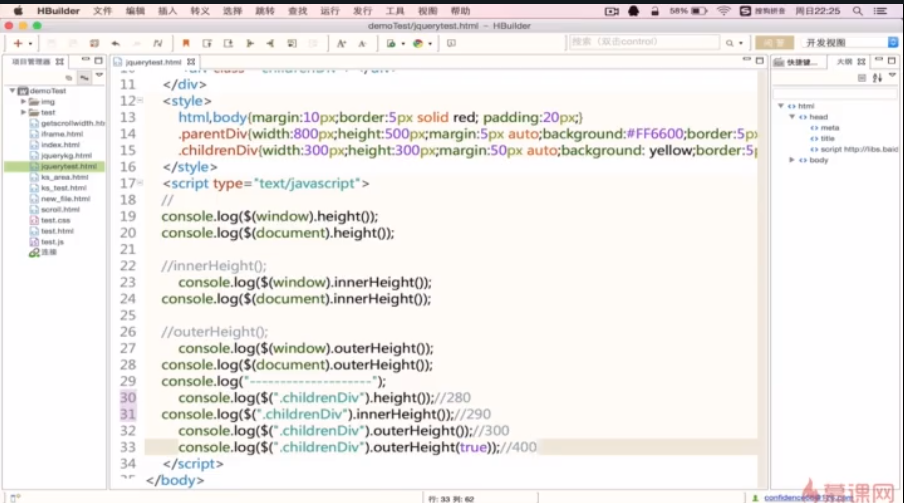 HBuilder 文件 编辑 插入 转义 选择 跳转 查找 运行 发行 工具 视图 帮助 58% 搜狗拼音 周日22:25
demoTest/jquerytest.html - HBuilder
搜索（双击control） 开发视图
项目管理器 jquerytest.html 快捷键... 大纲
demoTest
img
test
getscrollwidth.ht
iframe.html
index.html
jquerykg.html
jquerytest.html
ks_area.html
ks_test.html
new_file.html
scroll.html
test.css
test.html
test.js
连接
11 </div>
12 <style>
13 html,body{margin:10px;border:5px solid red; padding:20px;}
14 .parentDiv{width:800px;height:500px;margin:5px auto;background:#FF6600;border:5px
15 .childrenDiv{width:300px;height:300px;margin:50px auto;background: yellow;border:5p
16 </style>
17 <script type="text/javascript">
18 //
19 console.log($(window).height());
20 console.log($(document).height());
21
22 //innerHeight();
23 console.log($(window).innerHeight());
24 console.log($(document).innerHeight());
25
26 //outerHeight();
27 console.log($(window).outerHeight());
28 console.log($(document).outerHeight());
29 console.log("--------------------");
30 console.log($(".childrenDiv").height());//280
31 console.log($(".childrenDiv").innerHeight());//290
32 console.log($(".childrenDiv").outerHeight());//300
33 console.log($(".childrenDiv").outerHeight(true));//400
34 </script>
</body>
html
head
meta
title
script http://libs.baid
body
行: 33 列: 62
慕课网